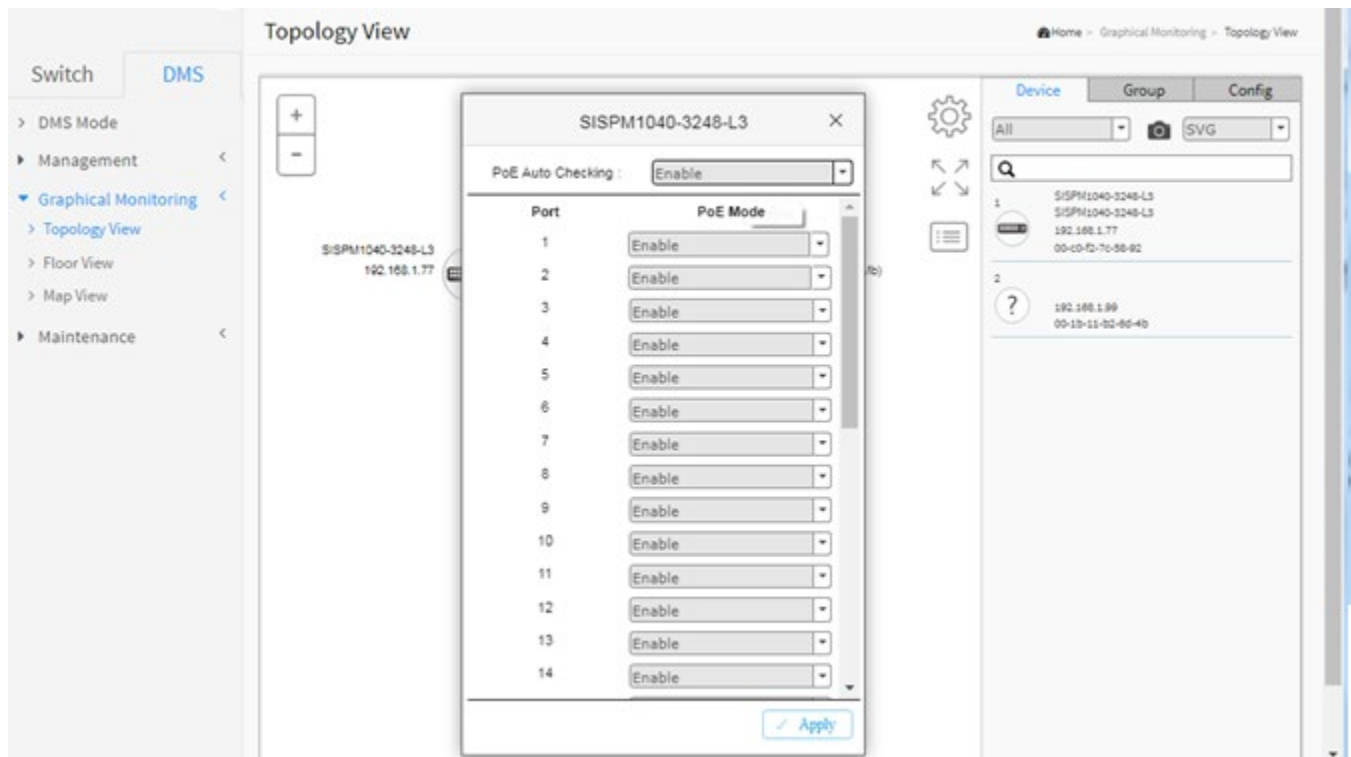 Topology View
Home > Graphical Monitoring > Topology View
Switch DMS
> DMS Mode
Management
Graphical Monitoring
> Topology View
> Floor View
> Map View
Maintenance
+
-
SISPM1040-3248-L3
192.168.1.77
SISPM1040-3248-L3 ×
PoE Auto Checking : Enable
Port PoE Mode
1 Enable
2 Enable
3 Enable
4 Enable
5 Enable
6 Enable
7 Enable
8 Enable
9 Enable
10 Enable
11 Enable
12 Enable
13 Enable
14 Enable
Apply
Device Group Config
All SVG
1
SISPM1040-3248-L3
SISPM1040-3248-L3
192.168.1.77
00-c0-f2-7c-58-92
2
?
192.168.1.99
00-1b-11-b2-6d-4b